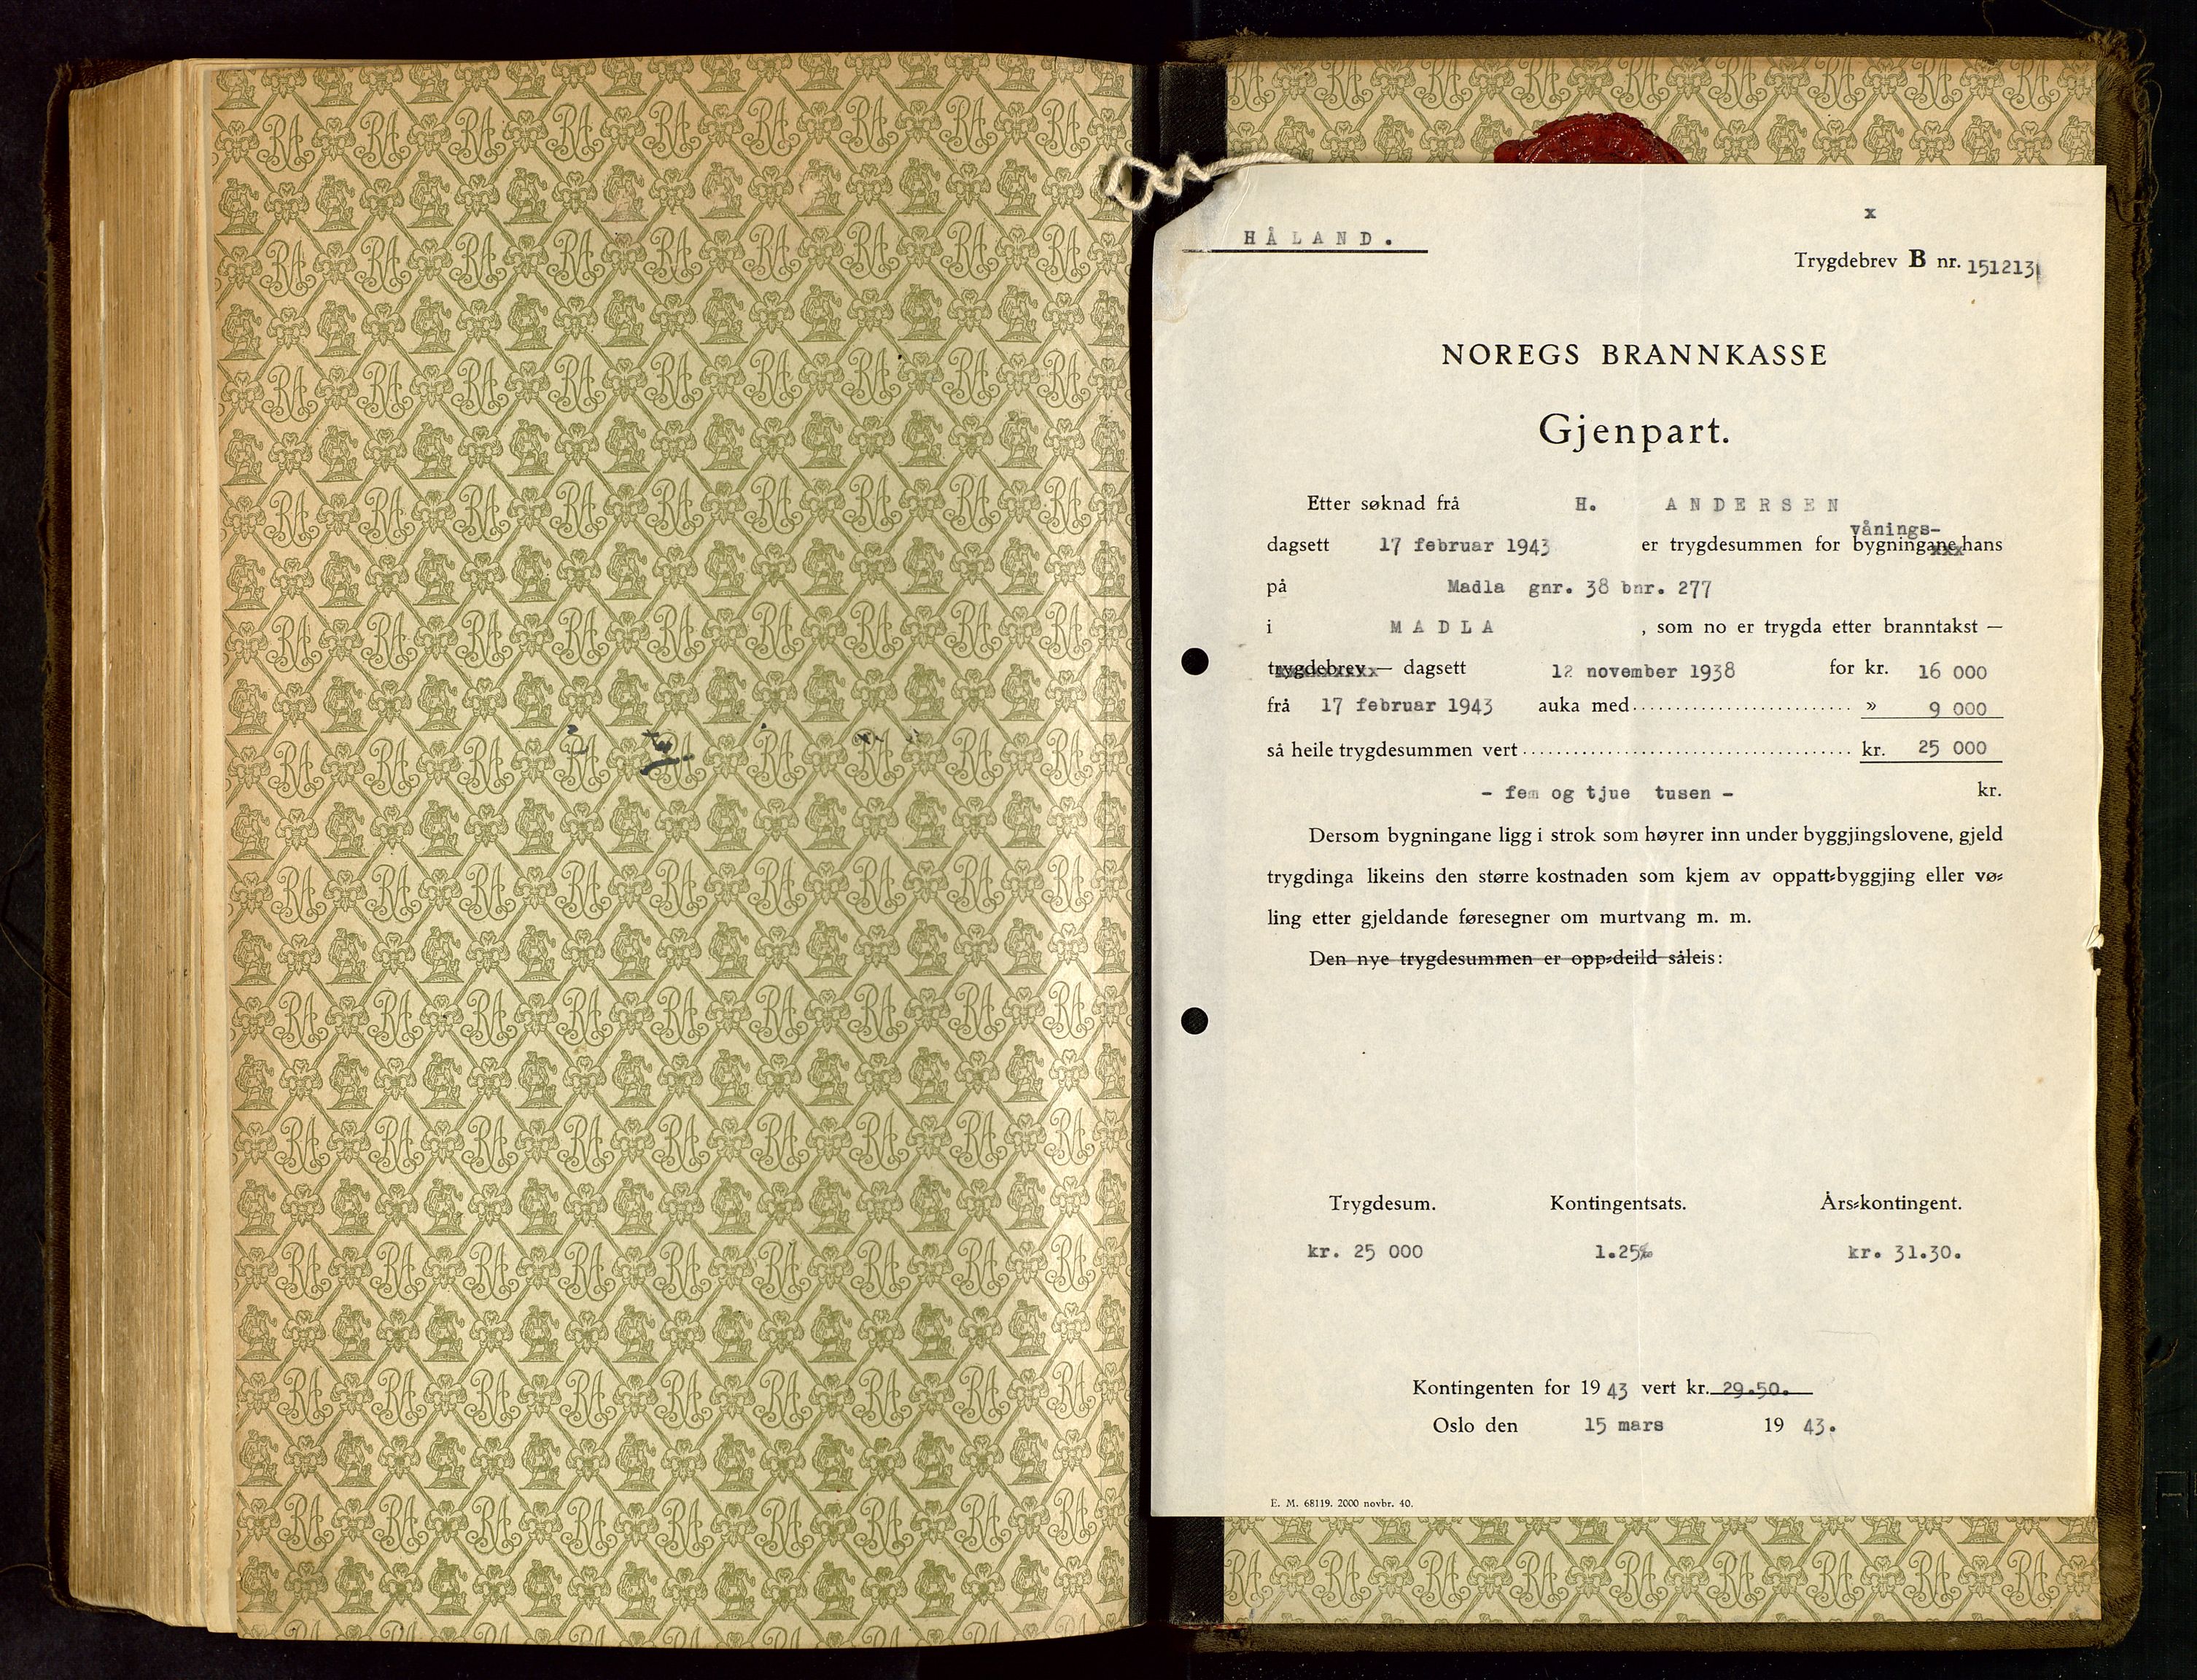 x
HÅLAND.
Trygdebrev B nr. 151213
NOREGS BRANNKASSE
Gjenpart.
Etter søknad frå H. ANDERSEN
vånings-
dagsett 17 februar 1943 er trygdesummen for bygningane hans
på Madla gnr. 38 bnr. 277
i MADLA , som no er trygda etter branntakst —
trygdebrev — dagsett 12 november 1938 for kr. 16 000
frå 17 februar 1943 auka med........................... » 9 000
så heile trygdesummen vert....................................... kr. 25 000
- fem og tjue tusen - kr.
Dersom bygningane ligg i strok som høyrer inn under byggjingslovene, gjeld
trygdinga likeins den større kostnaden som kjem av oppatt-byggjing eller vø-
ling etter gjeldande føresegner om murtvang m. m.
Den nye trygdesummen er opp-deild såleis:
Trygdesum. Kontingentsats. Års-kontingent.
kr. 25 000 1.25‰ kr. 31.30.
Kontingenten for 1943 vert kr. 29.50.
Oslo den 15 mars 1943.
E. M. 68119. 2000 novbr. 40.